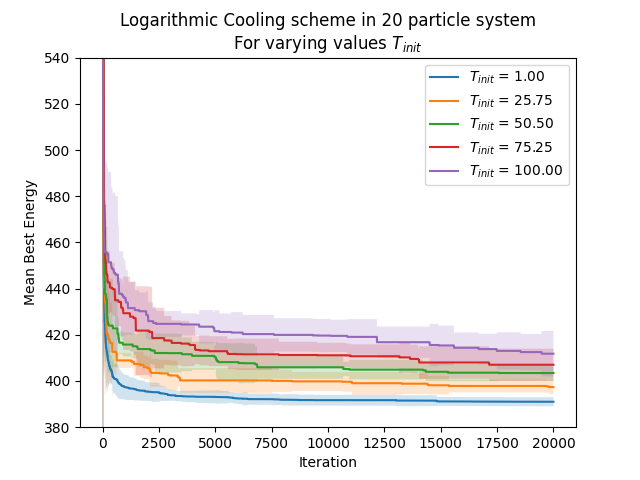 Logarithmic Cooling scheme in 20 particle system
For varying values T_init
540
520
500
480
460
440
420
400
380
Mean Best Energy
T_init = 1.00
T_init = 25.75
T_init = 50.50
T_init = 75.25
T_init = 100.00
0 2500 5000 7500 10000 12500 15000 17500 20000
Iteration